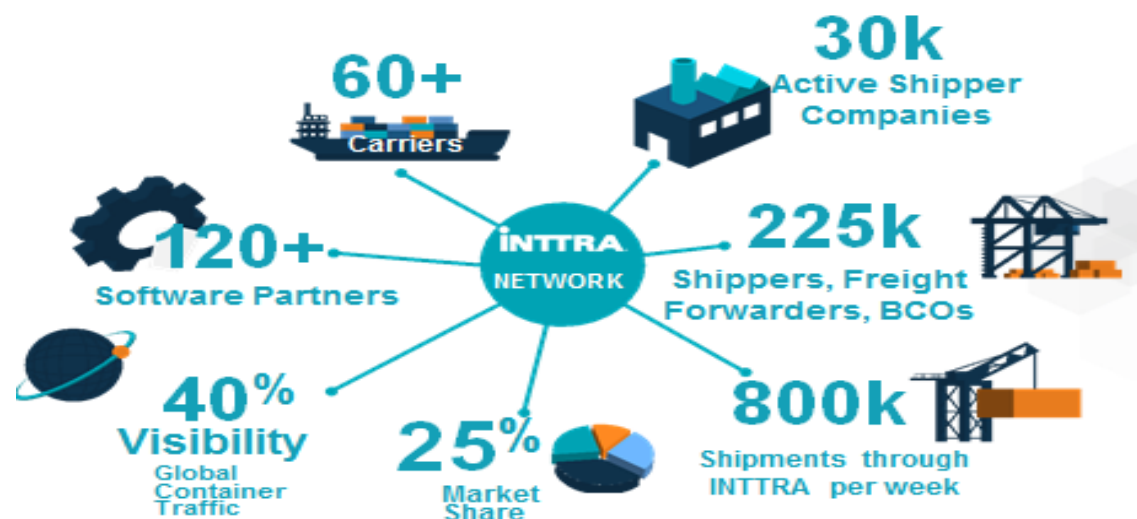 60+
Carriers
30k
Active Shipper
Companies
120+
Software Partners
INTTRA
NETWORK
225k
Shippers, Freight
Forwarders, BCOs
40%
Visibility
Global
Container
Traffic
25%
Market
Share
800k
Shipments through
INTTRA per week